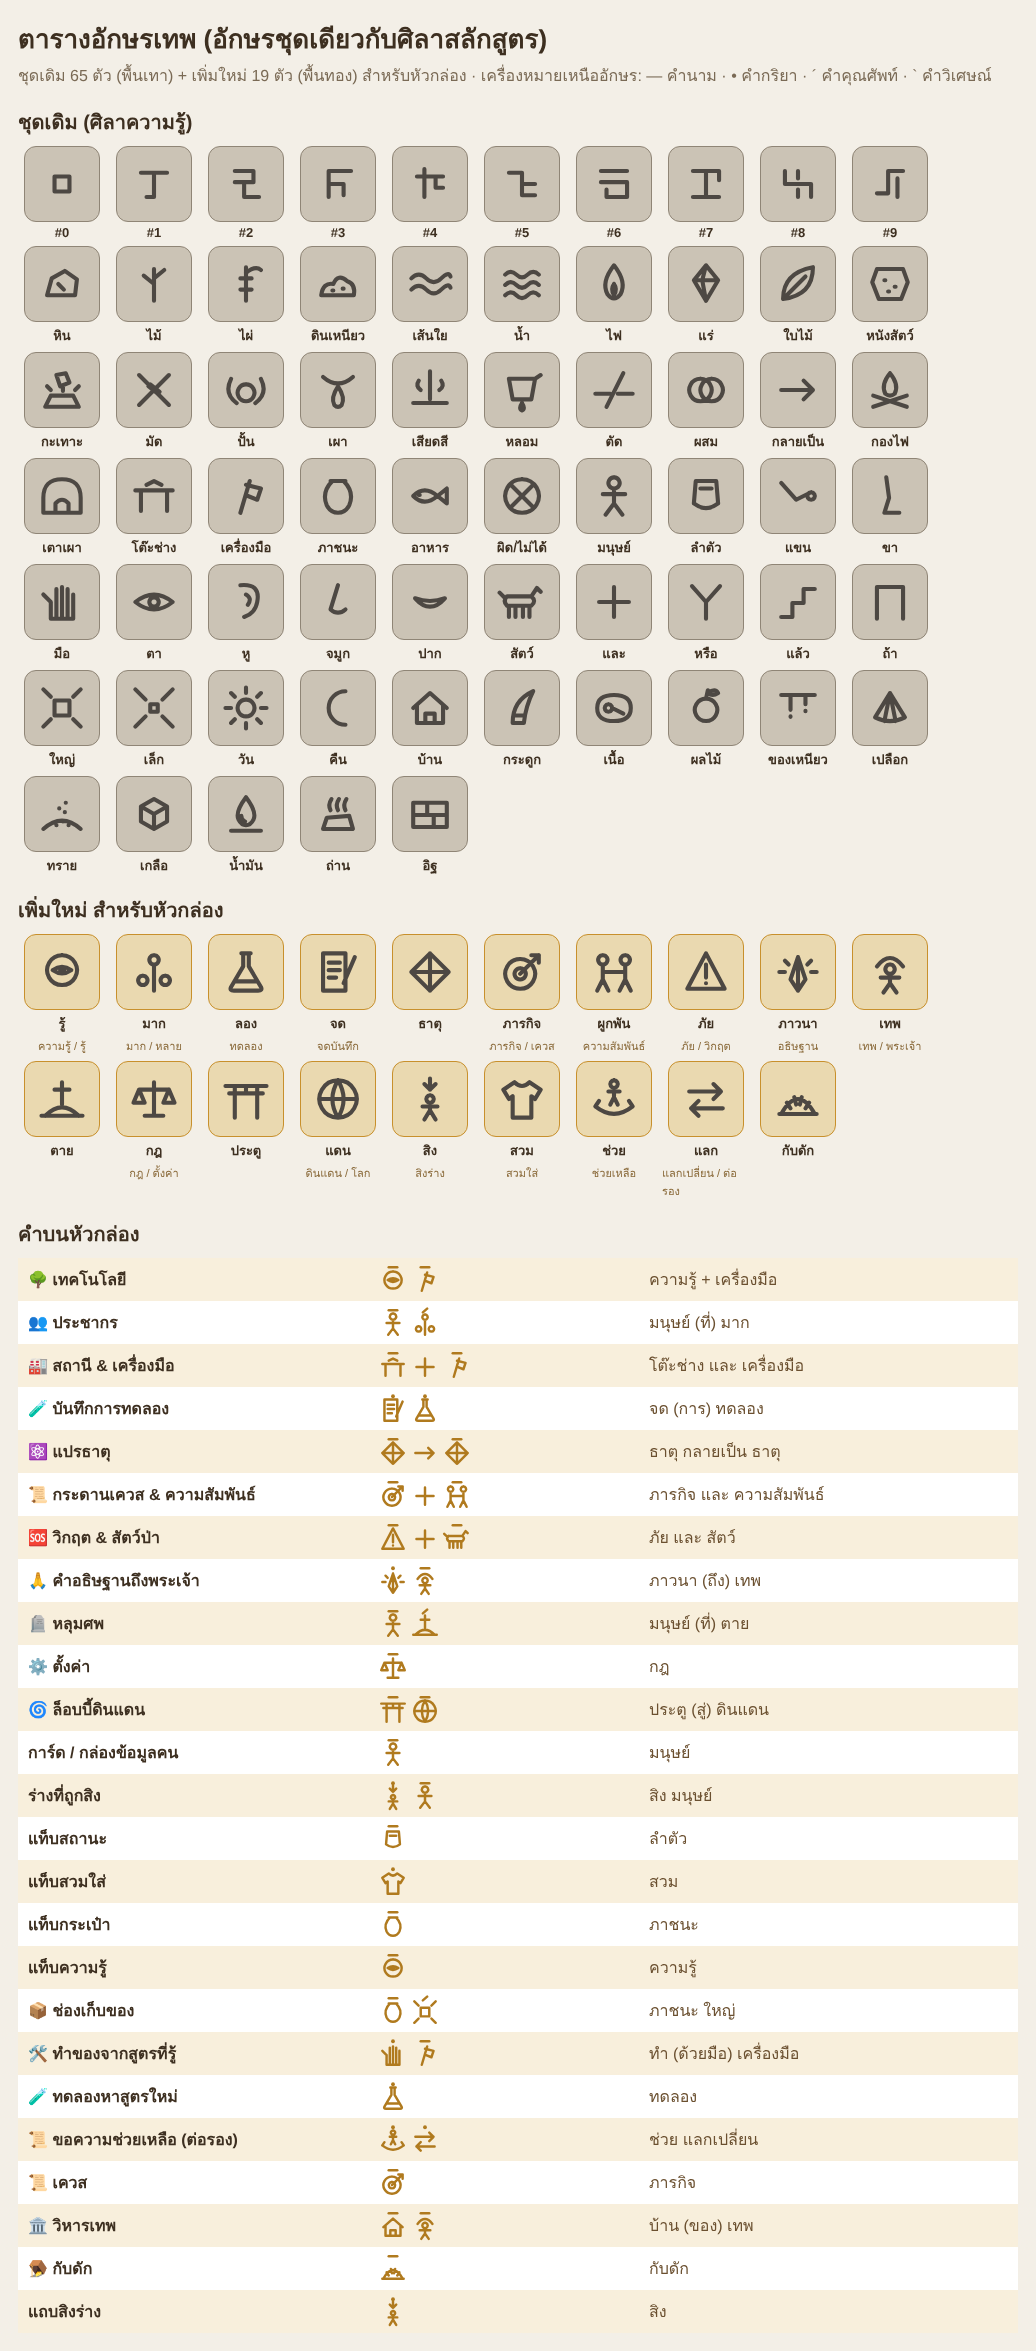 ตารางอักษรเทพ (อักษรชุดเดียวกับศิลาสลักสูตร)
ชุดเดิม 65 ตัว (พื้นเทา) + เพิ่มใหม่ 19 ตัว (พื้นทอง) สำหรับหัวกล่อง · เครื่องหมายเหนืออักษร: — คำนาม · • คำกริยา · ´ คำคุณศัพท์ · ` คำวิเศษณ์
ชุดเดิม (ศิลาความรู้)
#0 #1 #2 #3 #4 #5 #6 #7 #8 #9
หิน ไม้ ไผ่ ดินเหนียว เส้นใย น้ำ ไฟ แร่ ใบไม้ หนังสัตว์
กะเทาะ มัด ปั้น เผา เสียดสี หลอม ตัด ผสม กลายเป็น กองไฟ
เตาเผา โต๊ะช่าง เครื่องมือ ภาชนะ อาหาร ผิด/ไม่ได้ มนุษย์ ลำตัว แขน ขา
มือ ตา หู จมูก ปาก สัตว์ และ หรือ แล้ว ถ้า
ใหญ่ เล็ก วัน คืน บ้าน กระดูก เนื้อ ผลไม้ ของเหนียว เปลือก
ทราย เกลือ น้ำมัน ถ่าน อิฐ
เพิ่มใหม่ สำหรับหัวกล่อง
รู้ มาก ลอง จด ธาตุ ภารกิจ ผูกพัน ภัย ภาวนา เทพ
ความรู้ / รู้ มาก / หลาย ทดลอง จดบันทึก ภารกิจ / เควส ความสัมพันธ์ ภัย / วิกฤต อธิษฐาน เทพ / พระเจ้า
ตาย กฎ ประตู แดน สิง สวม ช่วย แลก กับดัก
กฎ / ตั้งค่า ดินแดน / โลก สิงร่าง สวมใส่ ช่วยเหลือ แลกเปลี่ยน / ต่อ
รอง
คำบนหัวกล่อง
เทคโนโลยี ความรู้ + เครื่องมือ
ประชากร มนุษย์ (ที่) มาก
สถานี & เครื่องมือ โต๊ะช่าง และ เครื่องมือ
บันทึกการทดลอง จด (การ) ทดลอง
แปรธาตุ ธาตุ กลายเป็น ธาตุ
กระดานเควส & ความสัมพันธ์ ภารกิจ และ ความสัมพันธ์
🆘 วิกฤต & สัตว์ป่า ภัย และ สัตว์
คำอธิษฐานถึงพระเจ้า ภาวนา (ถึง) เทพ
หลุมศพ มนุษย์ (ที่) ตาย
ตั้งค่า กฎ
ล็อบบี้ดินแดน ประตู (สู่) ดินแดน
การ์ด / กล่องข้อมูลคน มนุษย์
ร่างที่ถูกสิง สิง มนุษย์
แท็บสถานะ ลำตัว
แท็บสวมใส่ สวม
แท็บกระเป๋า ภาชนะ
แท็บความรู้ ความรู้
ช่องเก็บของ ภาชนะ ใหญ่
ทำของจากสูตรที่รู้ ทำ (ด้วยมือ) เครื่องมือ
ทดลองหาสูตรใหม่ ทดลอง
ขอความช่วยเหลือ (ต่อรอง) ช่วย แลกเปลี่ยน
เควส ภารกิจ
วิหารเทพ บ้าน (ของ) เทพ
กับดัก กับดัก
แถบสิงร่าง สิง